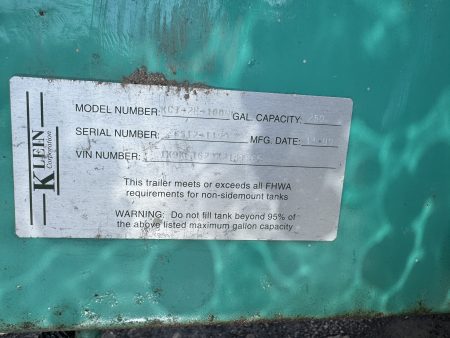 KLEIN
Corporation
MODEL NUMBER: GAL. CAPACITY:
SERIAL NUMBER: MFG. DATE:
VIN NUMBER:
This trailer meets or exceeds all FHWA
requirements for non-sidemount tanks
WARNING: Do not fill tank beyond 95% of
the above listed maximum gallon capacity